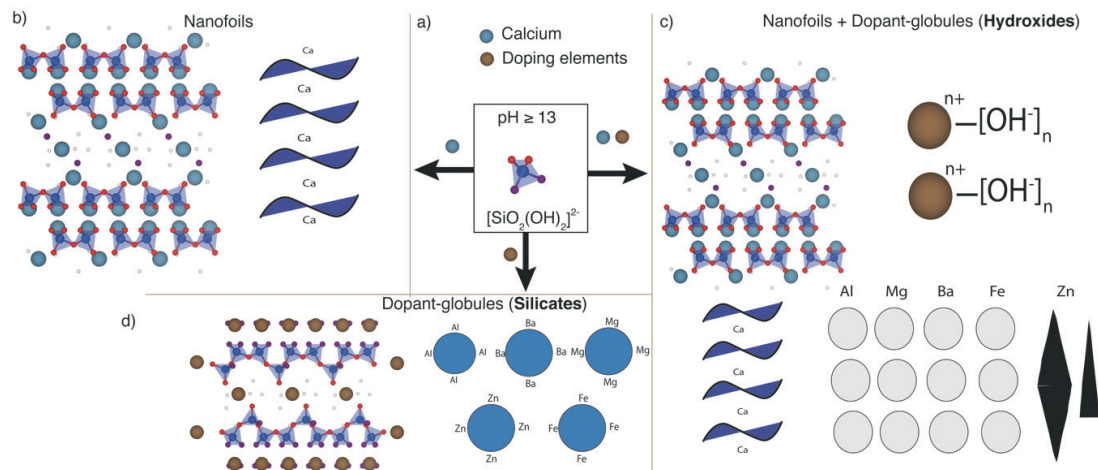 b)
Nanofoils
Ca
Ca
Ca
Ca
Ca
a)
Calcium
Doping elements
pH ≥ 13
[SiO2(OH)2]2-
c)
Nanofoils + Dopant-globules (Hydroxides)
n+
[OH-]n
n+
[OH-]n
Al Mg Ba Fe Zn
Ca
Ca
Ca
Ca
d)
Dopant-globules (Silicates)
Al
Al Al
Al
Ba
Ba Ba
Ba
Mg
Mg Mg
Mg
Zn
Zn Zn
Zn
Fe
Fe Fe
Fe